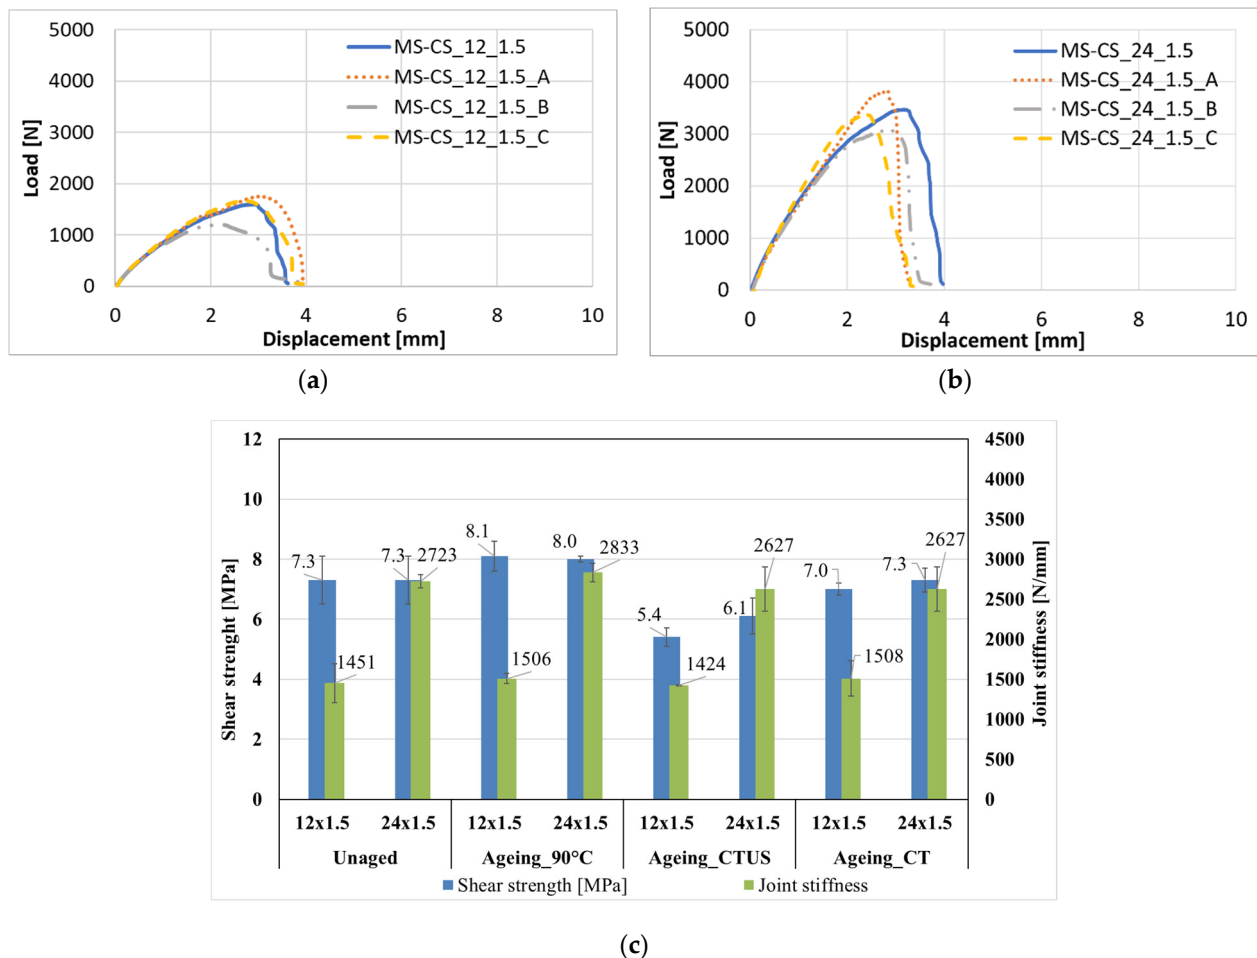 5000
4000
3000
2000
1000
0
Load [N]
MS-CS_12_1.5
MS-CS_12_1.5_A
MS-CS_12_1.5_B
MS-CS_12_1.5_C
0 2 4 6 8 10
Displacement [mm]
(a)
5000
4000
3000
2000
1000
0
Load [N]
MS-CS_24_1.5
MS-CS_24_1.5_A
MS-CS_24_1.5_B
MS-CS_24_1.5_C
0 2 4 6 8 10
Displacement [mm]
(b)
12
10
8
6
4
2
0
Shear strenght [MPa]
7.3 1451 7.3 2723
8.1 1506 8.0 2833
5.4 1424 6.1 2627
7.0 1508 7.3 2627
4500
4000
3500
3000
2500
2000
1500
1000
500
0
Joint stiffness [N/mm]
12x1.5 24x1.5 12x1.5 24x1.5 12x1.5 24x1.5 12x1.5 24x1.5
Unaged Ageing_90°C Ageing_CTUS Ageing_CT
Shear strength [MPa] Joint stiffness
(c)